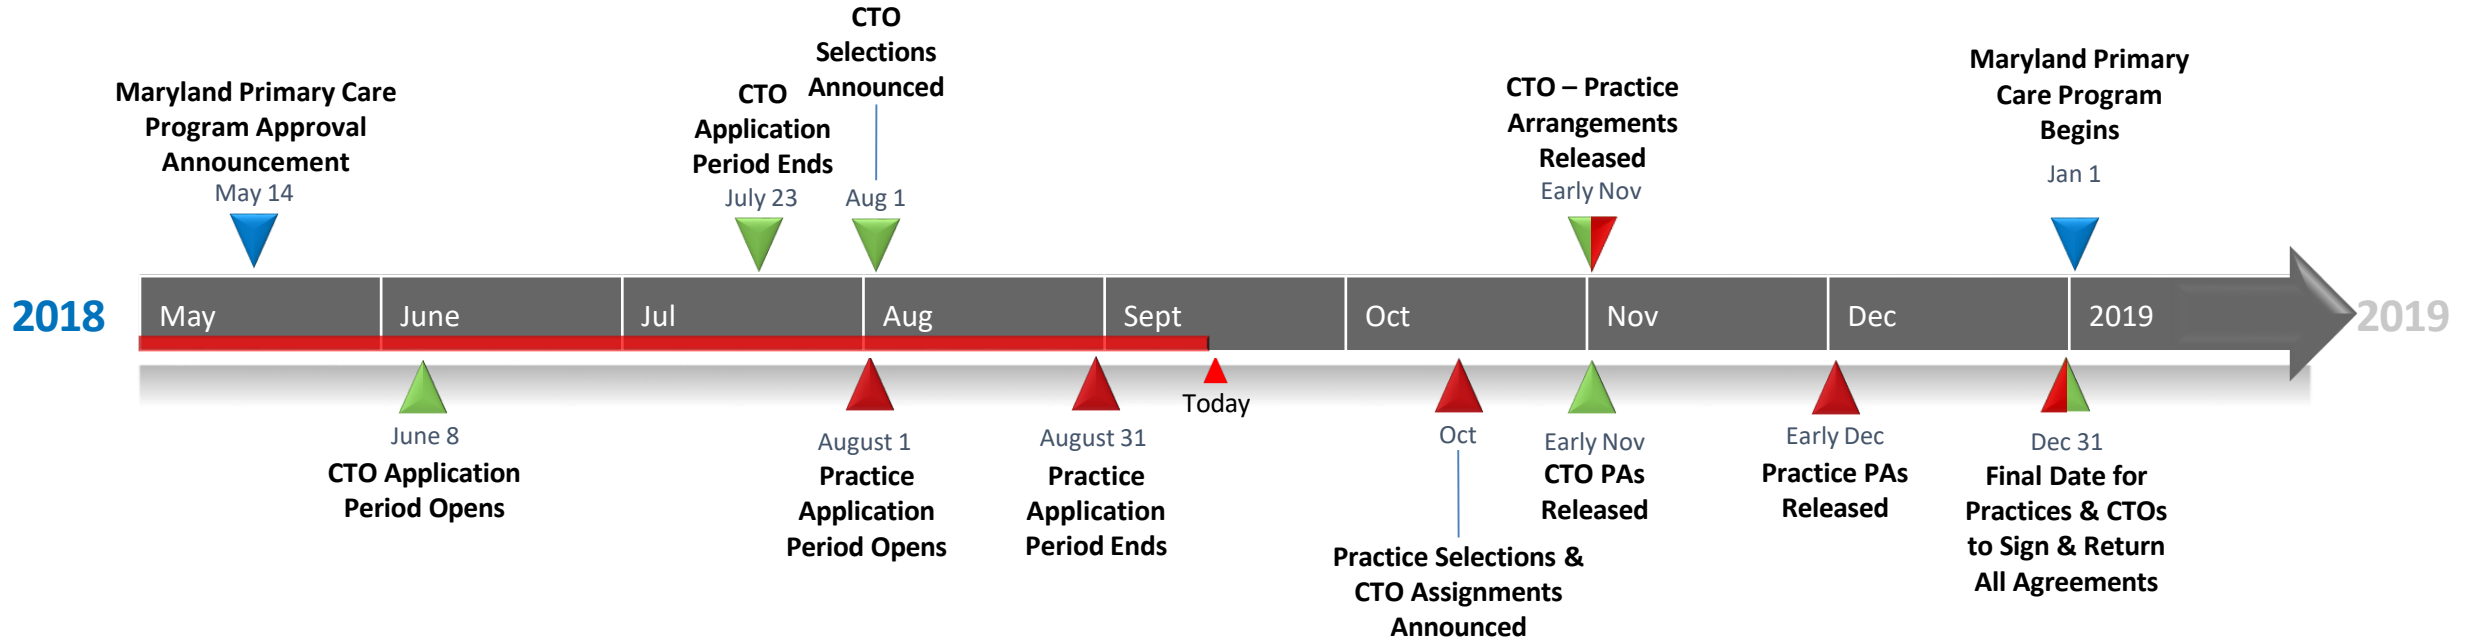 Maryland Primary Care
Program Approval
Announcement
May 14
CTO
Application
Period Ends
July 23
CTO
Selections
Announced
Aug 1
CTO – Practice
Arrangements
Released
Early Nov
Maryland Primary
Care Program
Begins
Jan 1
2018
May
June
Jul
Aug
Sept
Oct
Nov
Dec
2019
2019
June 8
CTO Application
Period Opens
August 1
Practice
Application
Period Opens
August 31
Practice
Application
Period Ends
Today
Oct
Practice Selections &
CTO Assignments
Announced
Early Nov
CTO PAs
Released
Early Dec
Practice PAs
Released
Dec 31
Final Date for
Practices & CTOs
to Sign & Return
All Agreements